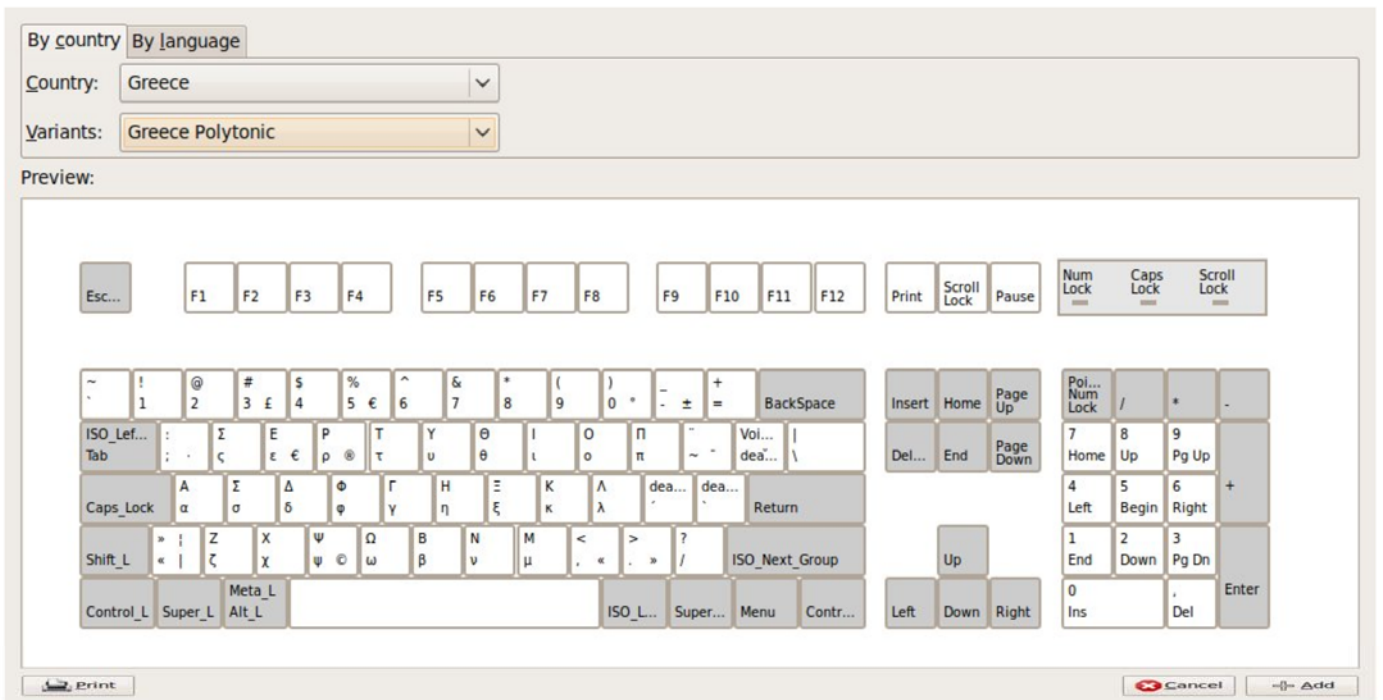 By country By language
Country: Greece
Variants: Greece Polytonic
Preview:
Esc... F1 F2 F3 F4 F5 F6 F7 F8 F9 F10 F11 F12 Print Scroll Lock Pause Num Lock Caps Lock Scroll Lock
~ ! @ # $ % ^ & * ( ) _ +
` 1 2 3 £ 4 5 € 6 7 8 9 0 ° - ± = BackSpace Insert Home Page Up Poi... Num Lock / * -
ISO_Lef... : Σ Ε Ρ Τ Υ Θ Ι Ο Π ¨ Voi... | 7 8 9
Tab ; · ς ε € ρ ® τ υ θ ι ο π ~ dea... \ Del... End Page Down Home Up Pg Up
Α Σ Δ Φ Γ Η Ξ Κ Λ dea... dea... 4 5 6 +
Caps_Lock α σ δ φ γ η ξ κ λ ´ ` Return Left Begin Right
» ¦ Ζ Χ Ψ Ω Β Ν Μ < > ? 1 2 3
Shift_L « | ζ χ ψ © ω β ν μ , « . » / ISO_Next_Group Up End Down Pg Dn
Meta_L 0 ,
Control_L Super_L Alt_L ISO_L... Super... Menu Contr... Left Down Right Ins Del Enter
Print Cancel Add